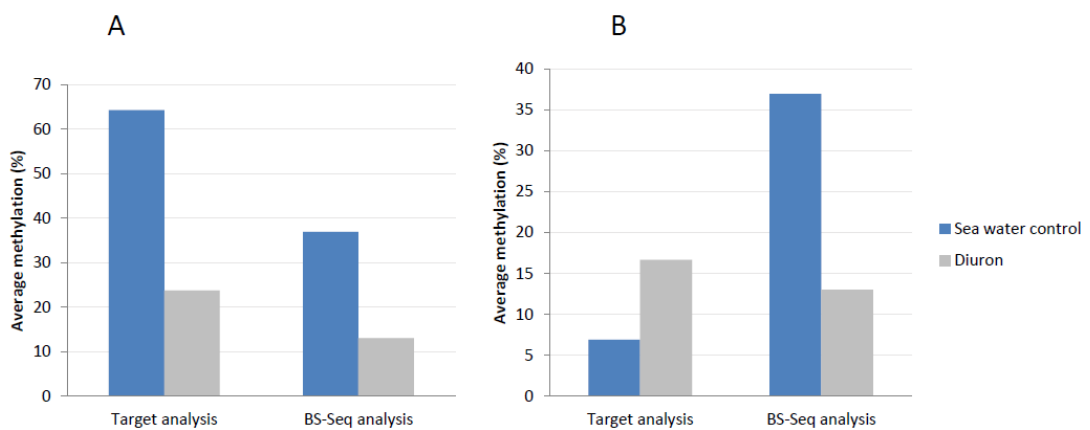 A
Average methylation (%)
70
60
50
40
30
20
10
0
Target analysis
BS-Seq analysis
B
Average methylation (%)
40
35
30
25
20
15
10
5
0
Target analysis
BS-Seq analysis
Sea water control
Diuron